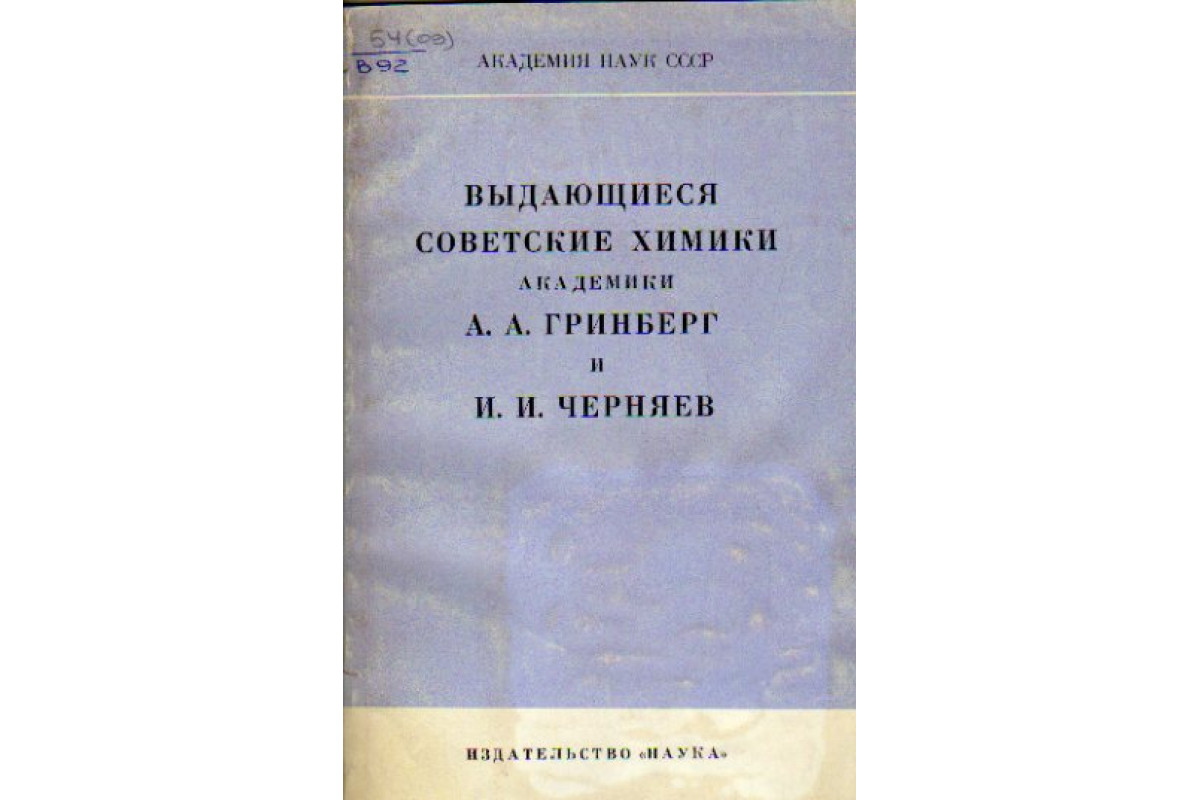 54(09)
В92
АКАДЕМИЯ НАУК СССР
ВЫДАЮЩИЕСЯ
СОВЕТСКИЕ ХИМИКИ
АКАДЕМИКИ
А. А. ГРИНБЕРГ
И
И. И. ЧЕРНЯЕВ
ИЗДАТЕЛЬСТВО «НАУКА»